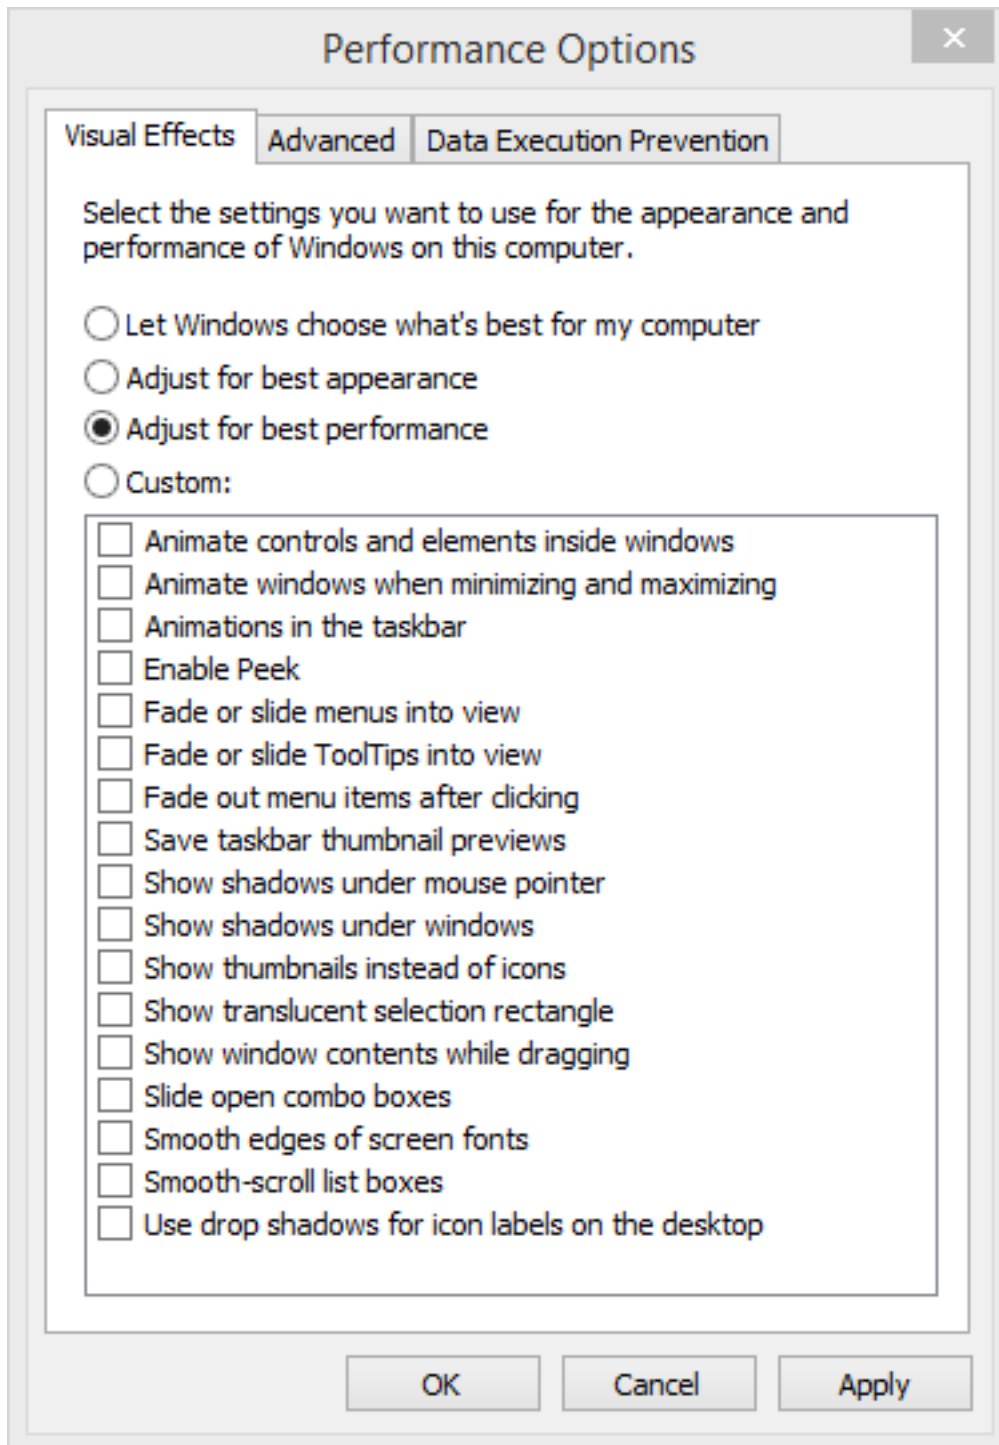 Performance Options
Visual Effects
Advanced
Data Execution Prevention
Select the settings you want to use for the appearance and
performance of Windows on this computer.
Let Windows choose what's best for my computer
Adjust for best appearance
Adjust for best performance
Custom:
Animate controls and elements inside windows
Animate windows when minimizing and maximizing
Animations in the taskbar
Enable Peek
Fade or slide menus into view
Fade or slide ToolTips into view
Fade out menu items after clicking
Save taskbar thumbnail previews
Show shadows under mouse pointer
Show shadows under windows
Show thumbnails instead of icons
Show translucent selection rectangle
Show window contents while dragging
Slide open combo boxes
Smooth edges of screen fonts
Smooth-scroll list boxes
Use drop shadows for icon labels on the desktop
OK
Cancel
Apply